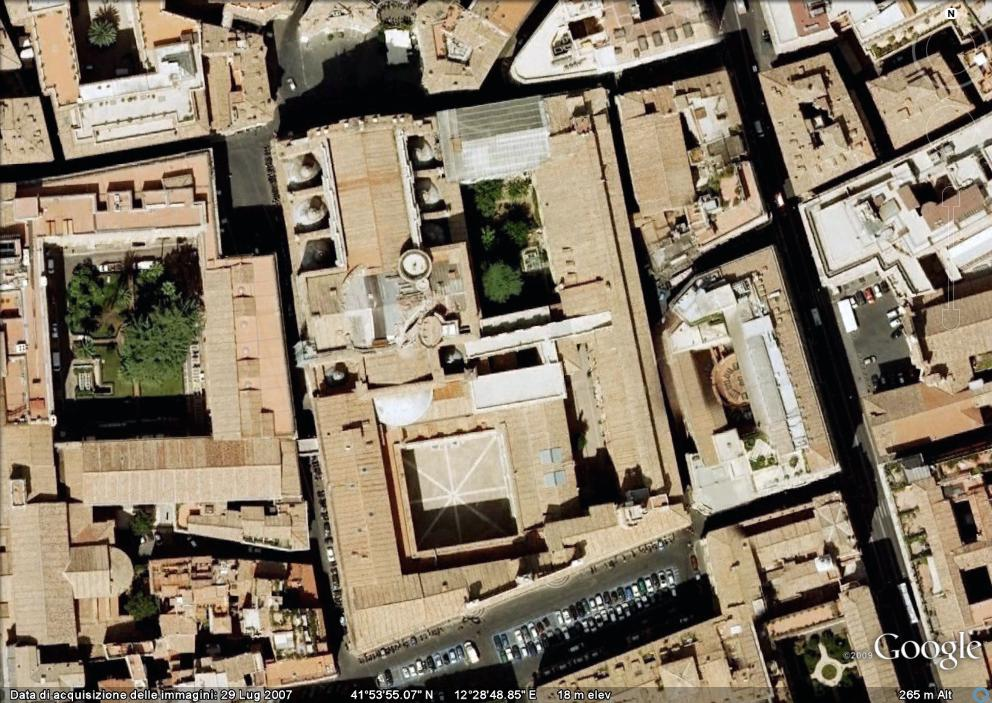 N
©2009 Google
Data di acquisizione delle immagini: 29 Lug 2007 41°53'55.07" N 12°28'48.85" E 18 m elev 265 m Alt